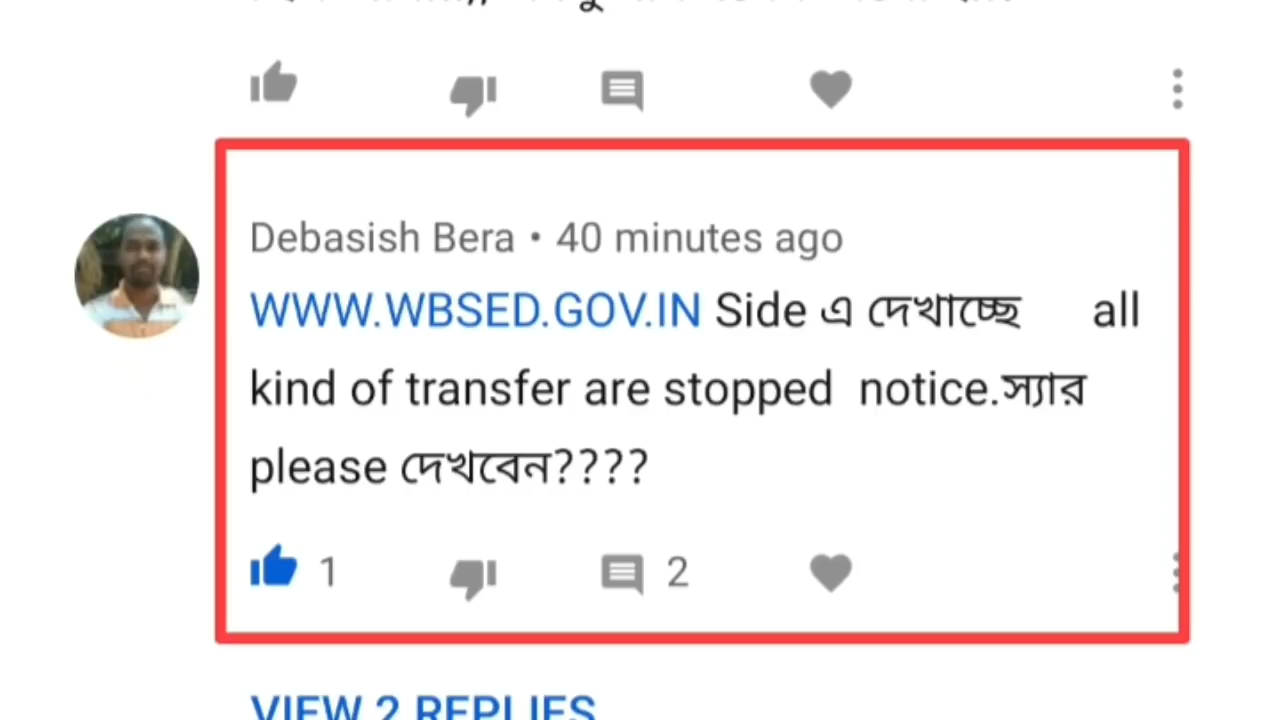 Debasish Bera • 40 minutes ago
WWW.WBSED.GOV.IN Side এ দেখাচ্ছে all
kind of transfer are stopped notice.স্যার
please দেখবেন????
1 2
VIEW 2 REPLIES